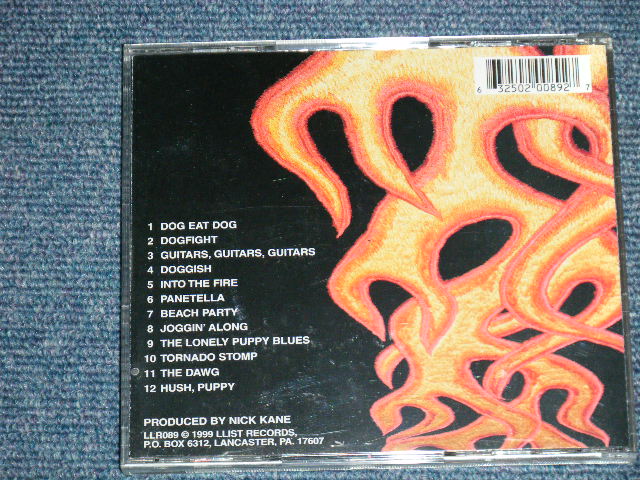 6 32502 00892 7
1 DOG EAT DOG
2 DOGFIGHT
3 GUITARS, GUITARS, GUITARS
4 DOGGISH
5 INTO THE FIRE
6 PANETELLA
7 BEACH PARTY
8 JOGGIN' ALONG
9 THE LONELY PUPPY BLUES
10 TORNADO STOMP
11 THE DAWG
12 HUSH, PUPPY
PRODUCED BY NICK KANE
LLR089 © 1999 LLIST RECORDS,
P.O. BOX 6312, LANCASTER, PA. 17607